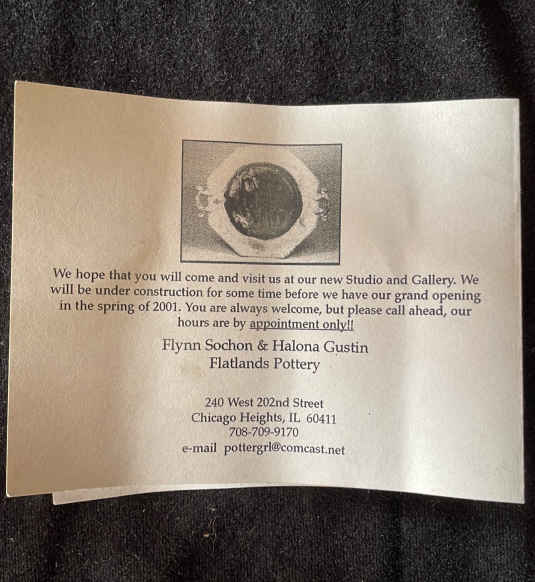 We hope that you will come and visit us at our new Studio and Gallery. We
will be under construction for some time before we have our grand opening
in the spring of 2001. You are always welcome, but please call ahead, our
hours are by appointment only!!
Flynn Sochon & Halona Gustin
Flatlands Pottery
240 West 202nd Street
Chicago Heights, IL 60411
708-709-9170
e-mail pottergrl@comcast.net